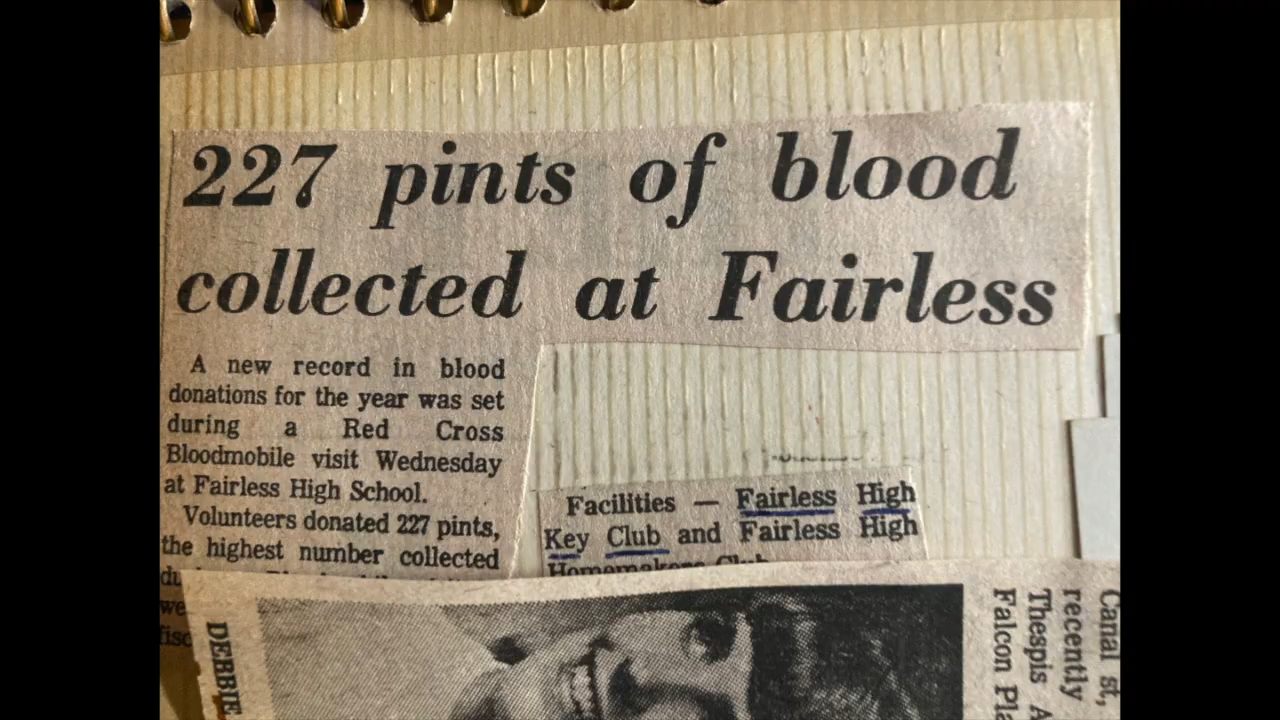 227 pints of blood
collected at Fairless
A new record in blood
donations for the year was set
during a Red Cross
Bloodmobile visit Wednesday
at Fairless High School.
Volunteers donated 227 pints,
the highest number collected
Facilities — Fairless High
Key Club and Fairless High
Homemakers Club
DEBBIE
Canal st,
recently
Thespis
Falcon